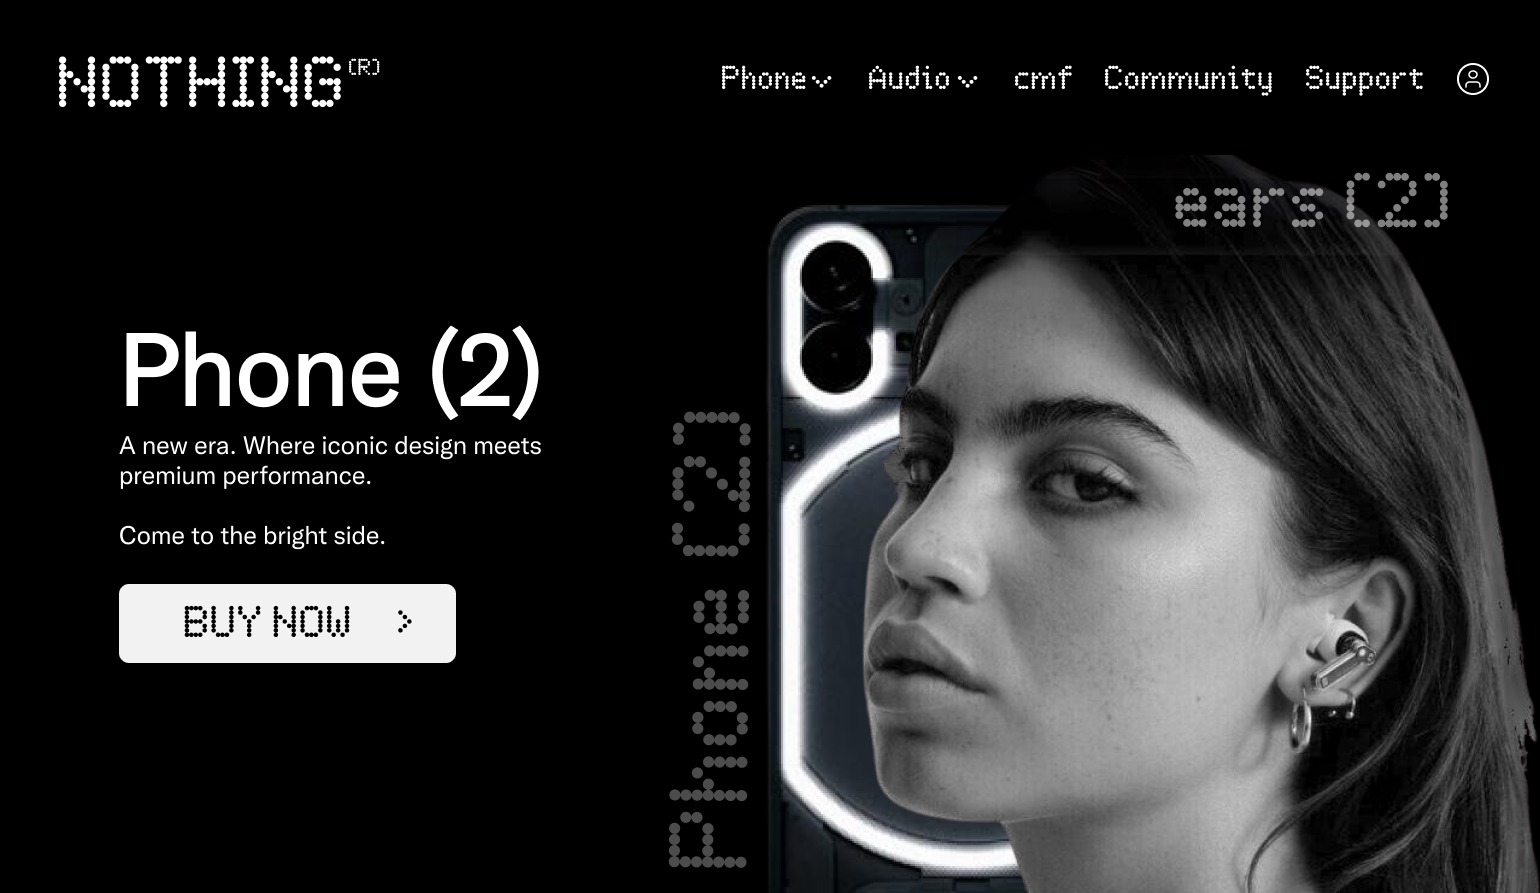 NOTHING (R)
Phone Audio cmf Community Support
ears (2)
Phone (2)
A new era. Where iconic design meets
premium performance.
Come to the bright side.
BUY NOW >
Phone (2)